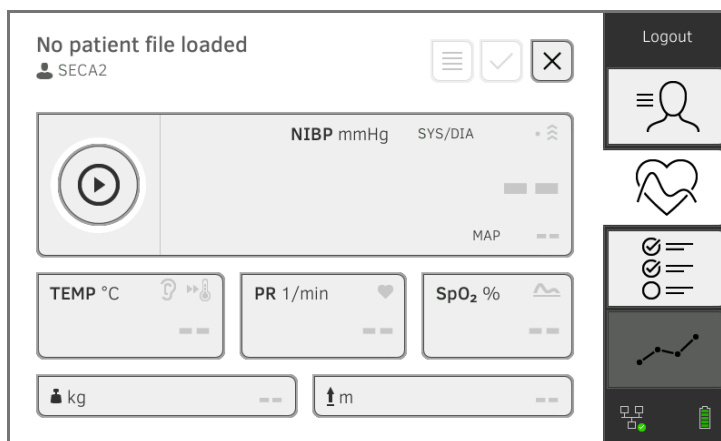 No patient file loaded
SECA2
Logout
NIBP mmHg SYS/DIA
-- --
MAP --
TEMP °C
--
PR 1/min
--
SpO₂ %
--
kg --
m --